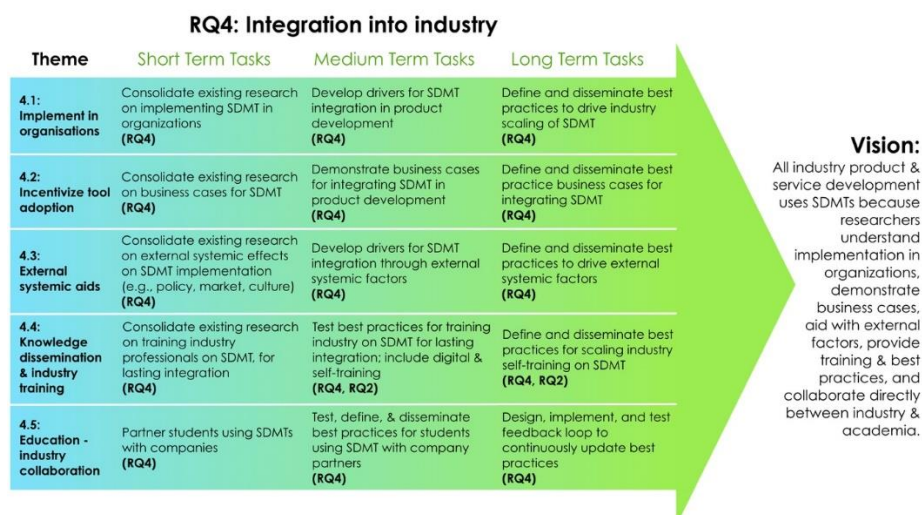 RQ4: Integration into industry
Theme
Short Term Tasks
Medium Term Tasks
Long Term Tasks
4.1:
Implement in
organisations
Consolidate existing research
on implementing SDMT in
organizations
(RQ4)
Develop drivers for SDMT
integration in product
development
(RQ4)
Define and disseminate best
practices to drive industry
scaling of SDMT
(RQ4)
4.2:
Incentivize tool
adoption
Consolidate existing research
on business cases for SDMT
(RQ4)
Demonstrate business cases
for integrating SDMT in
product development
(RQ4)
Define and disseminate best
practice business cases for
integrating SDMT
(RQ4)
4.3:
External
systemic aids
Consolidate existing research
on external systemic effects
on SDMT implementation
(e.g., policy, market, culture)
(RQ4)
Develop drivers for SDMT
integration through external
systemic factors
(RQ4)
Define and disseminate best
practices to drive external
systemic factors
(RQ4)
4.4:
Knowledge
dissemination
& industry
training
Consolidate existing research
on training industry
professionals on SDMT, for
lasting integration
(RQ4)
Test best practices for training
industry on SDMT for lasting
integration; include digital &
self-training
(RQ4, RQ2)
Define and disseminate best
practices for scaling industry
self-training on SDMT
(RQ4, RQ2)
4.5:
Education -
industry
collaboration
Partner students using SDMTs
with companies
(RQ4)
Test, define, & disseminate
best practices for students
using SDMT with company
partners
(RQ4)
Design, implement, and test
feedback loop to
continuously update best
practices
(RQ4)
Vision:
All industry product &
service development
uses SDMTs because
researchers
understand
implementation in
organizations,
demonstrate
business cases,
aid with external
factors, provide
training & best
practices, and
collaborate directly
between industry &
academia.